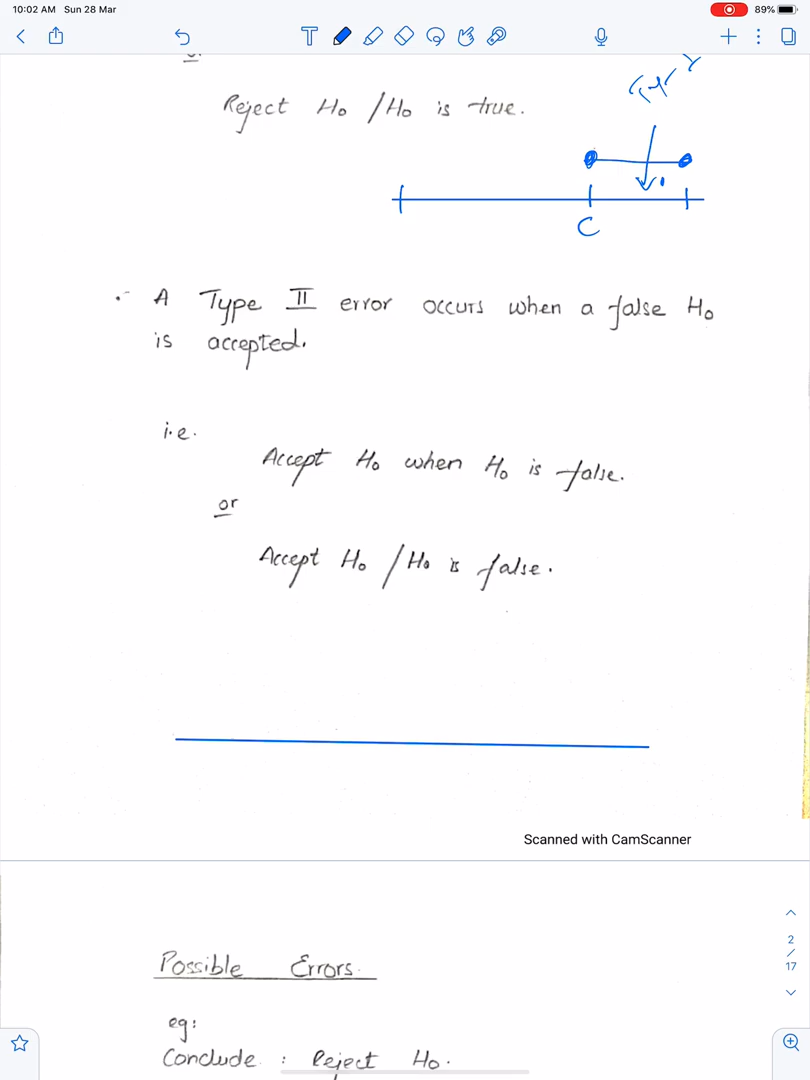 10:02 AM Sun 28 Mar
89%
T
or
Reject H₀ / H₀ is true.
C
A Type II error occurs when a false H₀
is accepted.
i.e.
Accept H₀ when H₀ is false.
or
Accept H₀ / H₀ is false.
Scanned with CamScanner
2
/
17
Possible Errors.
eg:
Conclude : Reject H₀.